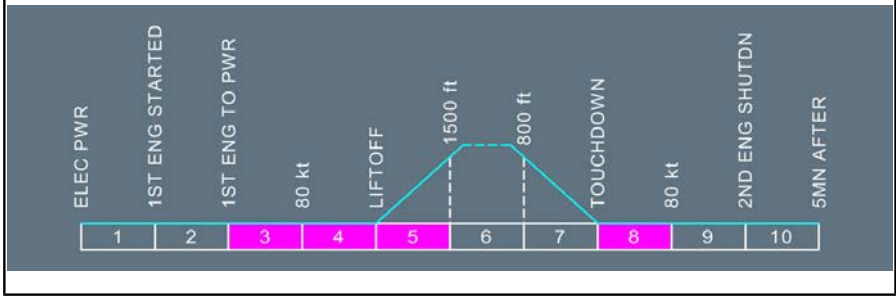 ELEC PWR
1ST ENG STARTED
1ST ENG TO PWR
80 kt
LIFTOFF
1500 ft
800 ft
TOUCHDOWN
80 kt
2ND ENG SHUTDN
5MN AFTER
1 2 3 4 5 6 7 8 9 10